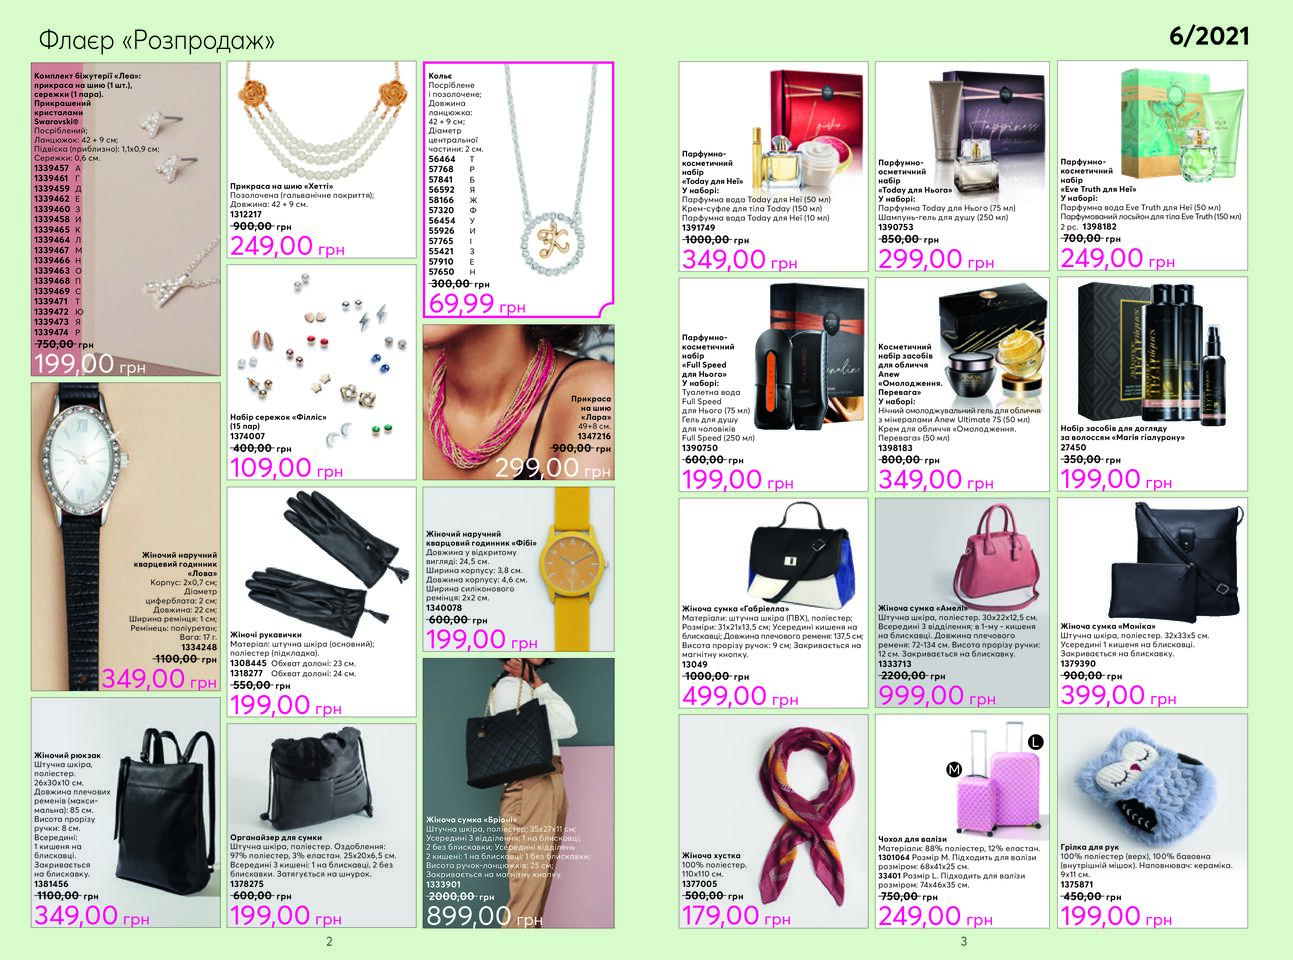 Флаєр «Розпродаж»
6/2021
Комплект біжутерії «Леа»:
прикраса на шию (1 шт.),
сережки (1 пара).
Прикрашений
кристалами
Swarovski®
Посріблений;
Ланцюжок: 42 + 9 см;
Підвіска (приблизно): 1,1х0,9 см;
Сережки: 0,6 см.
1339457 А
1339461 Г
1339459 Д
1339462 Е
1339460 З
1339458 И
1339465 К
1339464 Л
1339467 М
1339466 Н
1339463 О
1339468 П
1339469 С
1339471 Т
1339472 Ю
1339473 Я
1339474 Р
750,00 грн
199,00 грн
Прикраса на шию «Хетті»
Позолочена (гальванічне покриття);
Довжина: 42 + 9 см.
1312217
900,00 грн
249,00 грн
Кольє
Посріблене
і позолочене;
Довжина
ланцюжка:
42 + 9 см;
Діаметр
центральної
частини: 2 см.
56464 Т
57768 Р
57841 Б
56592 Я
58166 Ж
57320 Ф
56454 У
55926 И
57765 І
55421 З
57910 Е
57650 Н
300,00 грн
69,99 грн
Набір сережок «Філліс»
(15 пар)
1374007
400,00 грн
109,00 грн
Прикраса
на шию
«Лара»
49+8 см.
1347216
900,00 грн
299,00 грн
Жіночий наручний
кварцевий годинник
«Лова»
Корпус: 2х0,7 см;
Діаметр
циферблата: 2 см;
Довжина: 22 см;
Ширина ремінця: 1 см;
Ремінець: поліуретан;
Вага: 17 г.
1334248
1100,00 грн
349,00 грн
Жіночі рукавички
Матеріал: штучна шкіра (основний);
поліестер (підкладка).
1308445 Обхват долоні: 23 см.
1318277 Обхват долоні: 24 см.
550,00 грн
199,00 грн
Жіночий наручний
кварцовий годинник «Фібі»
Довжина у відкритому
вигляді: 24,5 см.
Ширина корпусу: 3,8 см.
Довжина корпусу: 4,6 см.
Ширина силіконового
ремінця: 2х2 см.
1340078
600,00 грн
199,00 грн
Жіночий рюкзак
Штучна шкіра,
поліестер.
26х30х10 см.
Довжина плечових
ременів (макси-
мальна): 85 см.
Висота прорізу
ручки: 8 см.
Всередині:
1 кишеня на
блискавці.
Закривається
на блискавку.
1381456
1100,00 грн
349,00 грн
Органайзер для сумки
Штучна шкіра, поліестер. Оздоблення:
97% поліестер, 3% еластан. 25х20х6,5 см.
Всередині 3 кишені: 1 на блискавці, 2 без
блискавки. Затягується на шнурок.
1378275
600,00 грн
199,00 грн
Жіноча сумка «Бріоні»
Штучна шкіра, поліестер; 35х27х11 см;
Усередині 3 відділення: 1 на блискавці;
2 без блискавки; Усередині відділень
2 кишені: 1 на блискавці; 1 без блискавки;
Висота ручок-ланцюжків: 25 см;
Закривається на магнітну кнопку.
1333901
2000,00 грн
899,00 грн
2
Парфумно-
косметичний
набір
«Today для Неї»
У наборі:
Парфумна вода Today для Неї (50 мл)
Крем-суфле для тіла Today (150 мл)
Парфумна вода Today для Неї (10 мл)
1391749
1000,00 грн
349,00 грн
Happiness
Парфумно-
осметичний
набір
«Today для Нього»
У наборі:
Парфумна Today для Нього (75 мл)
Шампунь-гель для душу (250 мл)
1390753
850,00 грн
299,00 грн
Парфумно-
косметичний
набір
«Eve Truth для Неї»
У наборі:
Парфумна вода Eve Truth для Неї (50 мл)
Парфумований лосьйон для тіла Eve Truth (150 мл)
2 рс. 1398182
700,00 грн
249,00 грн
Парфумно-
косметичний
набір
«Full Speed
для Нього»
У наборі:
Туалетна вода
Full Speed
для Нього (75 мл)
Гель для душу
для чоловіків
Full Speed (250 мл)
1390750
600,00 грн
199,00 грн
Косметичний
набір засобів
для обличчя
Anew
«Омолодження.
Перевага»
У наборі:
Нічний омолоджувальний гель для обличчя
з мінералами Anew Ultimate 7S (50 мл)
Крем для обличчя «Омолодження.
Перевага» (50 мл)
1398183
800,00 грн
349,00 грн
Набір засобів для догляду
за волоссям «Магія гіалурону»
27450
350,00 грн
199,00 грн
Жіноча сумка «Габріелла»
Матеріали: штучна шкіра (ПВХ), поліестер;
Розміри: 31х21х13,5 см; Усередині кишеня на
блискавці; Довжина плечового ременя: 137,5 см;
Висота прорізу ручок: 9 см; Закривається на
магнітну кнопку.
13049
1000,00 грн
499,00 грн
Жіноча сумка «Амелі»
Штучна шкіра, поліестер. 30х22х12,5 см.
Всередині 3 відділення; в 1-му - кишеня
на блискавці. Довжина плечового
ременя: 72-134 см. Висота прорізу ручки:
12 см. Закривається на блискавку.
1333713
2200,00 грн
999,00 грн
Жіноча сумка «Моніка»
Штучна шкіра, поліестер. 32х33х5 см.
Усередині 1 кишеня на блискавці.
Закривається на блискавку.
1379390
900,00 грн
399,00 грн
Жіноча хустка
100% поліестер.
110х110 см.
1377005
500,00 грн
179,00 грн
M
L
Чохол для валізи
Матеріали: 88% поліестер, 12% еластан.
1301064 Розмір М. Підходить для валізи
розміром: 68х41х25 см.
33401 Розмір L. Підходить для валізи
розміром: 74х46х35 см.
750,00 грн
249,00 грн
Грілка для рук
100% поліестер (верх), 100% бавовна
(внутрішній мішок). Наповнювач: кераміка.
9х11 см.
1375871
450,00 грн
199,00 грн
3